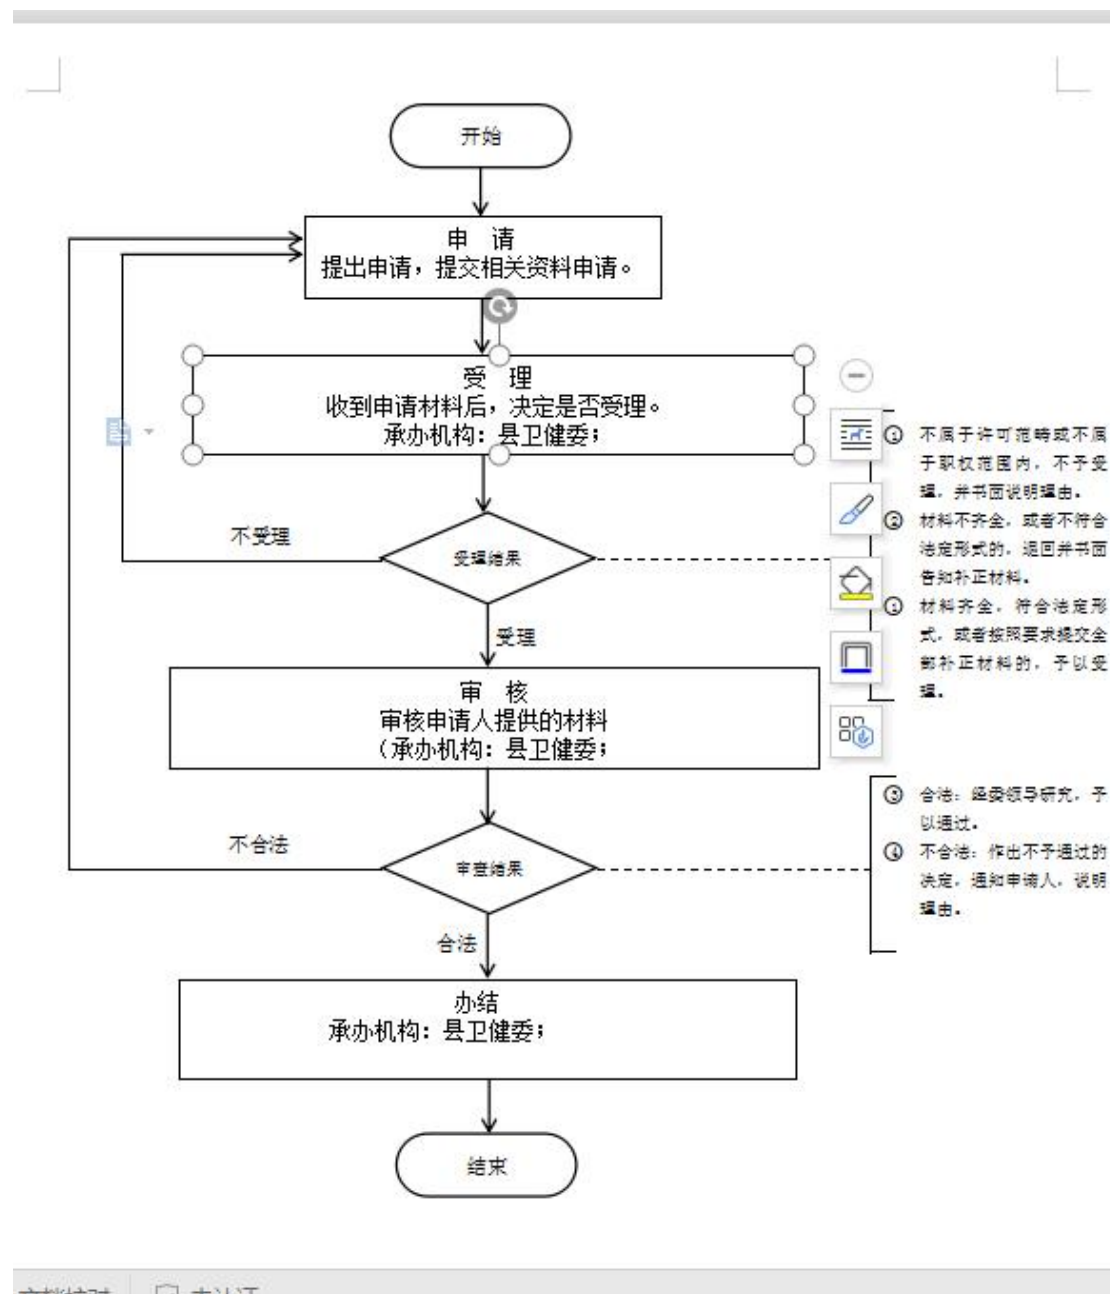 开始
申 请
提出申请，提交相关资料申请。
受 理
收到申请材料后，决定是否受理。
承办机构：县卫健委；
① 不属于许可范畴或不属
于职权范围内，不予受
理，并书面说明理由。
② 材料不齐全，或者不符合
法定形式的，退回并书面
告知补正材料。
① 材料齐全，符合法定形
式，或者按照要求提交全
部补正材料的，予以受
理。
不受理
受理结果
受理
审 核
审核申请人提供的材料
（承办机构：县卫健委；
③ 合法：经委领导研究，予
以通过。
④ 不合法：作出不予通过的
决定，通知申请人，说明
理由。
不合法
审查结果
合法
办结
承办机构：县卫健委；
结束